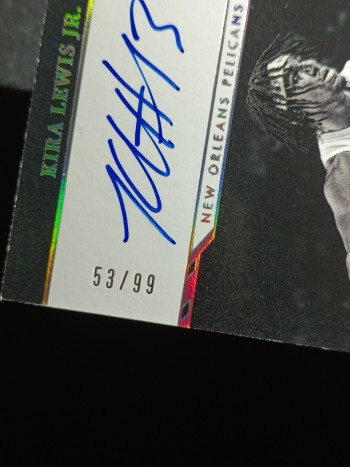 KIRA LEWIS JR.
NEW ORLEANS PELICANS
53/99